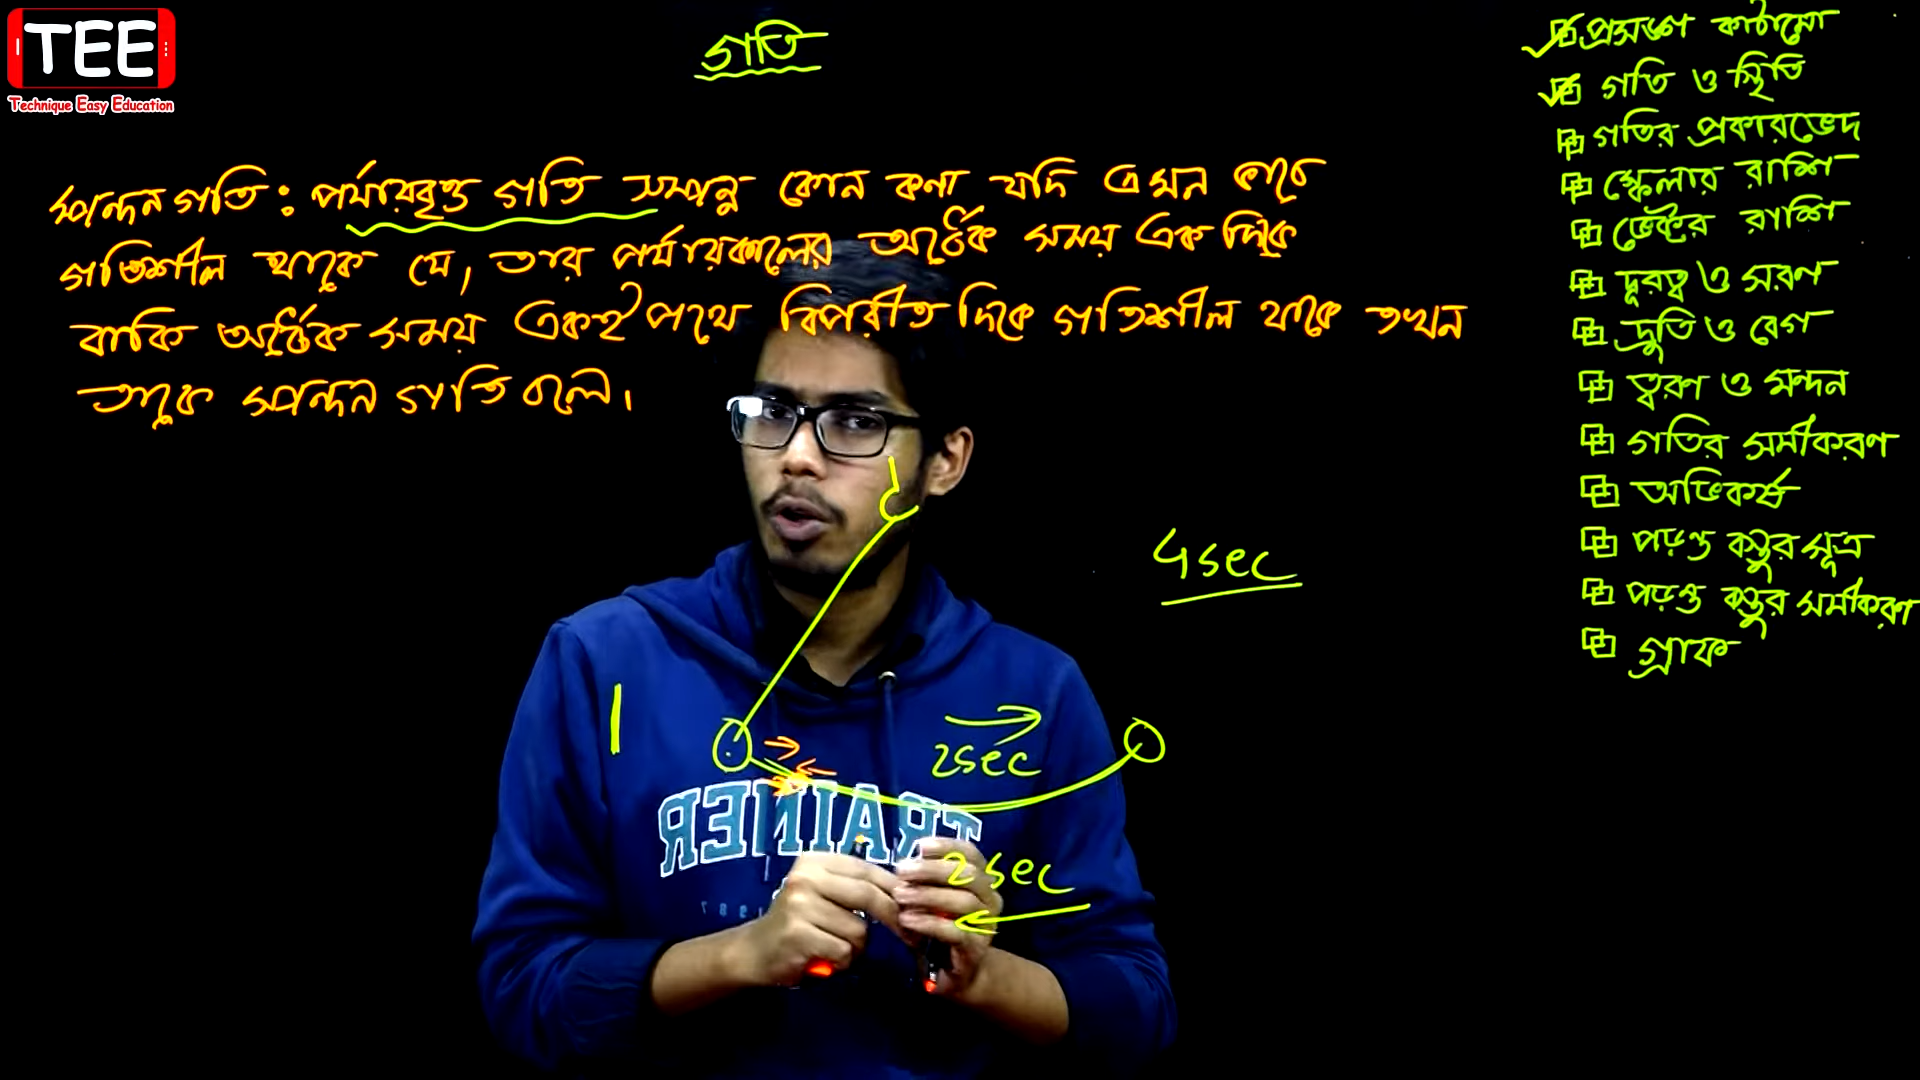 TEE
Technique Easy Education
গতি
স্পন্দন গতি : পর্যায়বৃত্ত গতি সম্পন্ন কোন কনা যদি এমন ভাবে
গতিশীল থাকে যে, তার পর্যায়কালের অর্ধেক সময় এক দিকে
বাকি অর্ধেক সময় একই পথে বিপরীত দিকে গতিশীল থাকে তখন
তাকে স্পন্দন গতি বলে।
4sec
2sec
2sec
TRAINER
প্রসঙ্গ কাঠামো
গতি ও স্থিতি
গতির প্রকারভেদ
স্কেলার রাশি
ভেক্টর রাশি
দূরত্ব ও সরণ
দ্রুতি ও বেগ
ত্বরণ ও মন্দন
গতির সমীকরণ
অভিকর্ষ
পড়ন্ত বস্তুর সূত্র
পড়ন্ত বস্তুর সমীকরণ
গ্রাফ